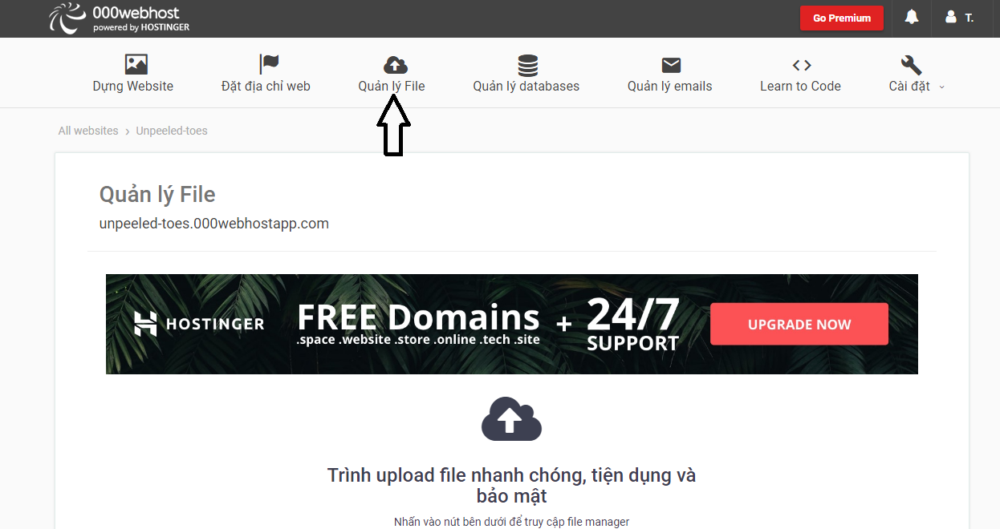 000webhost
powered by HOSTINGER
Go Premium
T.
Dựng Website
Đặt địa chỉ web
Quản lý File
Quản lý databases
Quản lý emails
Learn to Code
Cài đặt
All websites › Unpeeled-toes
Quản lý File
unpeeled-toes.000webhostapp.com
HOSTINGER
FREE Domains
.space .website .store .online .tech .site
+
24/7
SUPPORT
UPGRADE NOW
Trình upload file nhanh chóng, tiện dụng và
bảo mật
Nhấn vào nút bên dưới để truy cập file manager